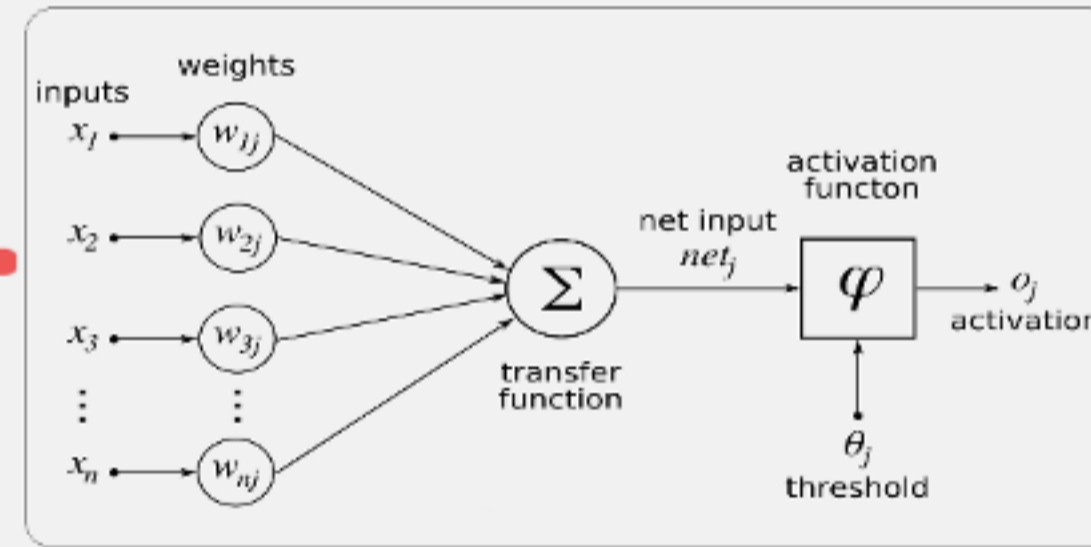 weights
inputs
x₁ w₁ⱼ
x₂ w₂ⱼ
x₃ w₃ⱼ
⋮ ⋮
xₙ wₙⱼ
Σ
transfer
function
net input
netⱼ
activation
functon
φ
oⱼ
activation
θⱼ
threshold